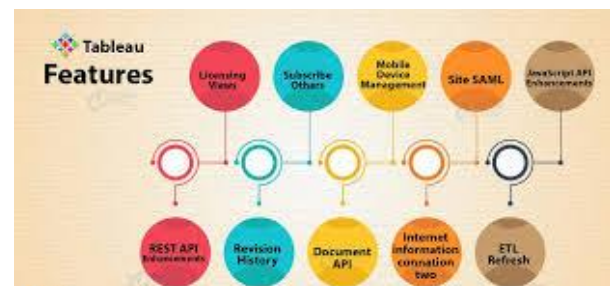 Tableau
Features
Licensing
Views
Subscribe
Others
Mobile
Device
Management
Site SAML
JavaScript API
Enhancements
REST API
Enhancements
Revision
History
Document
API
Internet
information
connation
two
ETL
Refresh